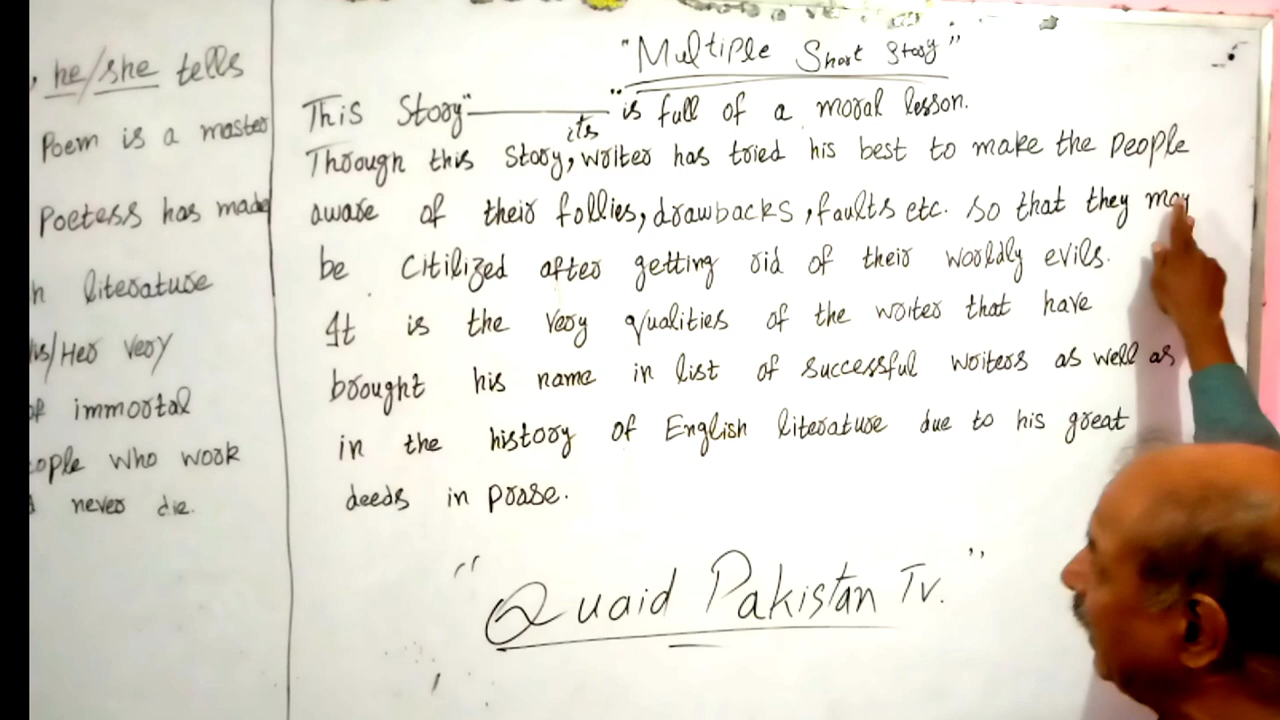 , he/she tells
Poem is a master
Poetess has made
h literature
his/Her very
of immortal
eople who work
never die.
"Multiple Short Story"
This Story "________" is full of a moral lesson.
Through this story, its writer has tried his best to make the people
aware of their follies, drawbacks, faults etc. so that they may
be Citilized after getting rid of their worldly evils.
It is the very qualities of the writer that have
brought his name in list of successful writers as well as
in the history of English literature due to his great
deeds in prase.
"Quaid Pakistan Tv."